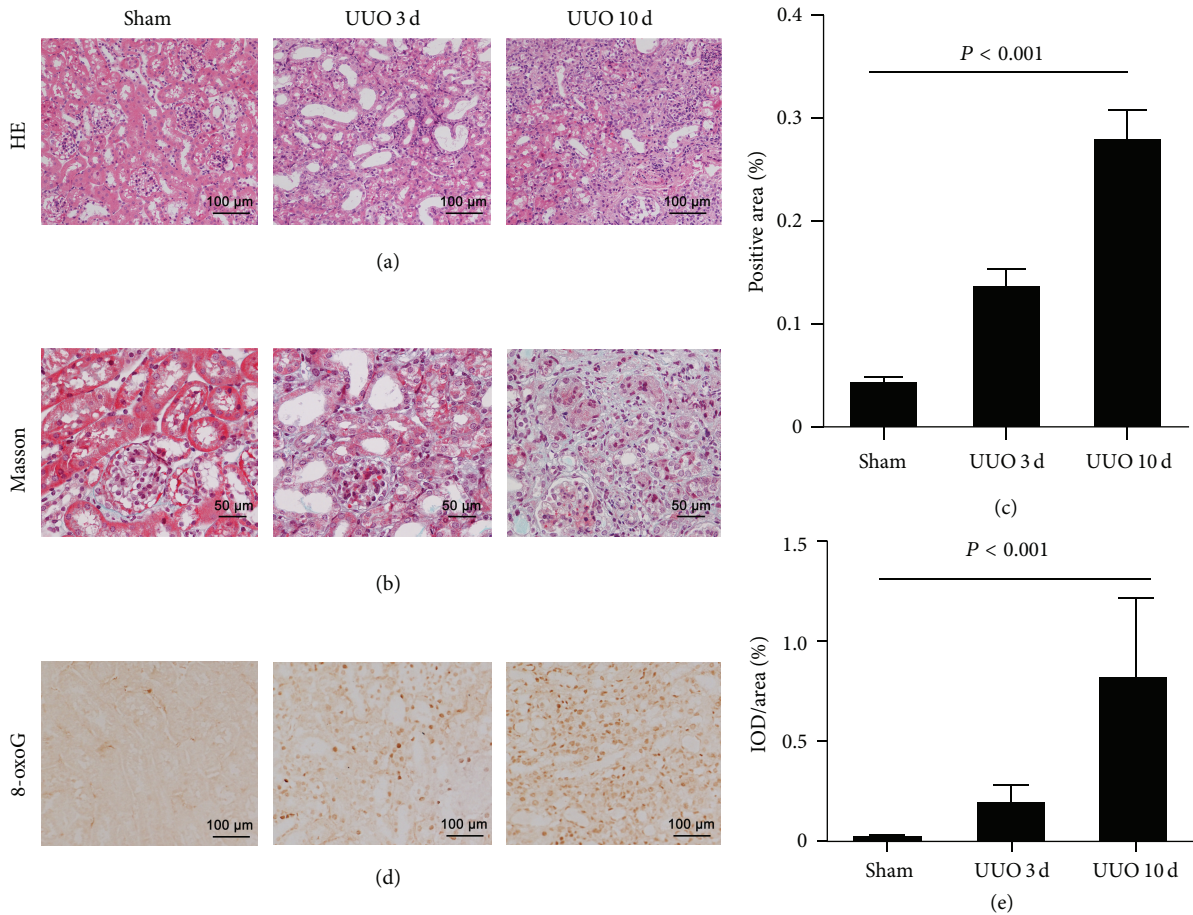 Sham UUO 3 d UUO 10 d
HE
100 µm 100 µm 100 µm
(a)
Masson
50 µm 50 µm 50 µm
(b)
8-oxoG
100 µm 100 µm 100 µm
(d)
0.4
P < 0.001
0.3
Positive area (%)
0.2
0.1
0
Sham UUO 3 d UUO 10 d
(c)
1.5
P < 0.001
1.0
IOD/area (%)
0.5
0
Sham UUO 3 d UUO 10 d
(e)